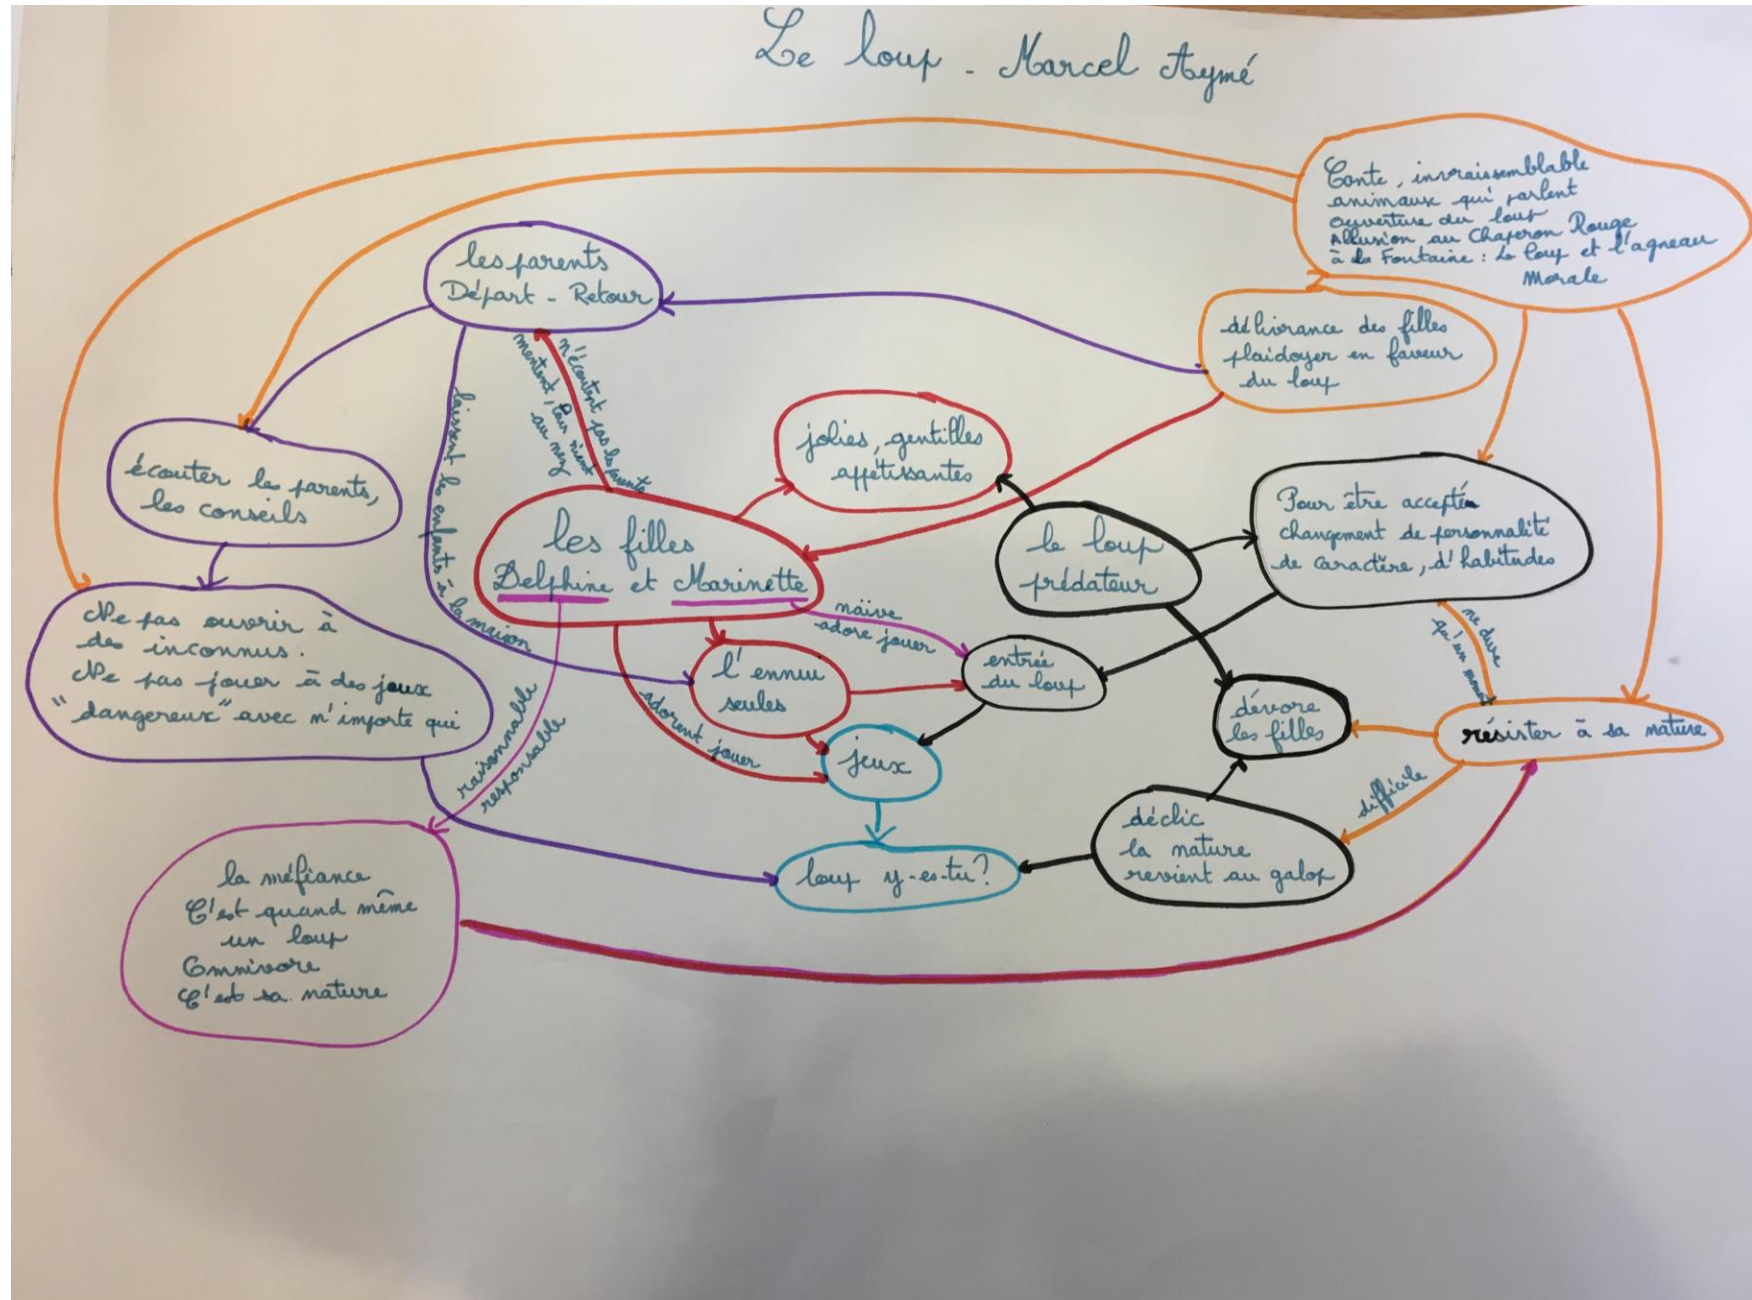 Le loup - Marcel Aymé
Conte, invraissemblable
animaux qui parlent
ouverture du loup
Allusion au Chaperon Rouge
à la Fontaine : Le loup et l'agneau
Morale
les parents
Départ - Retour
délivrance des filles
plaidoyer en faveur
du loup
n'écoutent pas les parents
mentent, leur rient
au nez
laissent les enfants à la maison
jolies, gentilles
appétissantes
écouter les parents,
les conseils
les filles
Delphine et Marinette
le loup
prédateur
Pour être accepté
changement de personnalité
de caractère, d'habitudes
Ne pas ouvrir à
des inconnus.
Ne pas jouer à des jeux
"dangereux" avec n'importe qui
naïve
adore jouer
ne dure
qu'un moment
l'ennui
seules
entrée
du loup
dévore
les filles
résister à sa nature
adorent jouer
jeux
raisonnable
responsable
difficile
déclic
la nature
revient au galop
loup y-es-tu?
la méfiance
C'est quand même
un loup
Omnivore
C'est sa nature